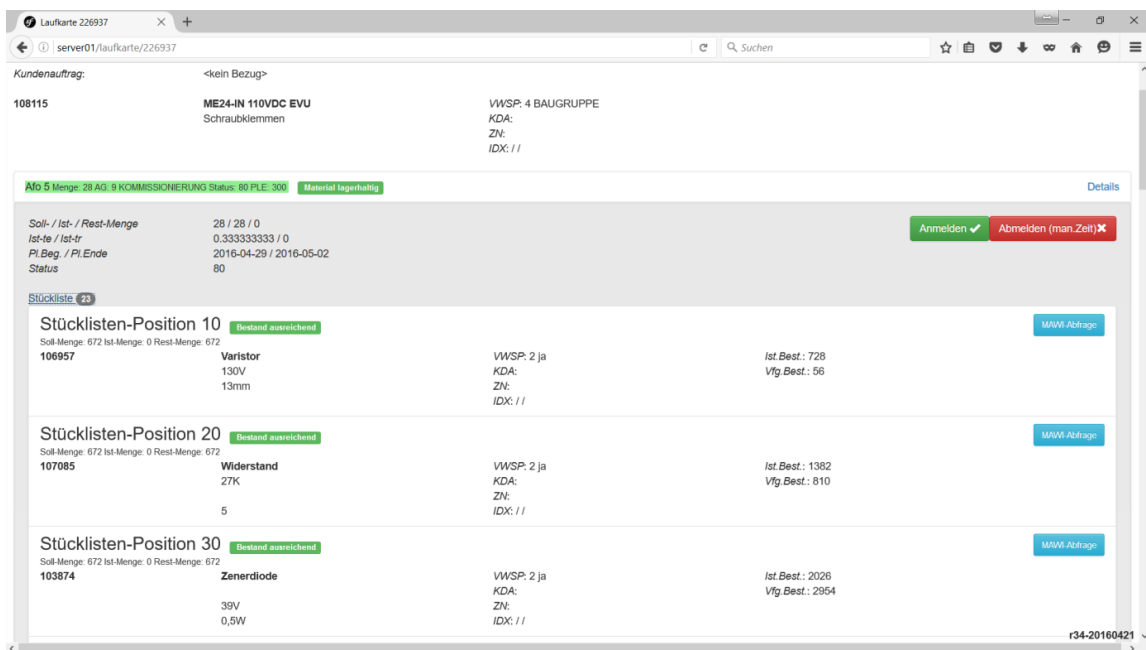 Laufkarte 226937
server01/laufkarte/226937
Suchen
Kundenauftrag: <kein Bezug>
108115 ME24-IN 110VDC EVU VWSP: 4 BAUGRUPPE
Schraubklemmen KDA:
ZN:
IDX: / /
Afo 5 Menge: 28 AG: 9 KOMMISSIONIERUNG Status: 80 PLE: 300 Material lagerhaltig Details
Soll- / Ist- / Rest-Menge 28 / 28 / 0 Anmelden Abmelden (man.Zeit)
Ist-te / Ist-tr 0.333333333 / 0
Pl.Beg. / Pl.Ende 2016-04-29 / 2016-05-02
Status 80
Stückliste 23
Stücklisten-Position 10 Bestand ausreichend MAWI-Abfrage
Soll-Menge: 672 Ist-Menge: 0 Rest-Menge: 672
106957 Varistor VWSP: 2 ja Ist.Best.: 728
130V KDA: Vfg.Best.: 56
13mm ZN:
IDX: / /
Stücklisten-Position 20 Bestand ausreichend MAWI-Abfrage
Soll-Menge: 672 Ist-Menge: 0 Rest-Menge: 672
107085 Widerstand VWSP: 2 ja Ist.Best.: 1382
27K KDA: Vfg.Best.: 810
ZN:
5 IDX: / /
Stücklisten-Position 30 Bestand ausreichend MAWI-Abfrage
Soll-Menge: 672 Ist-Menge: 0 Rest-Menge: 672
103874 Zenerdiode VWSP: 2 ja Ist.Best.: 2026
KDA: Vfg.Best.: 2954
39V ZN:
0,5W IDX: / /
r34-20160421